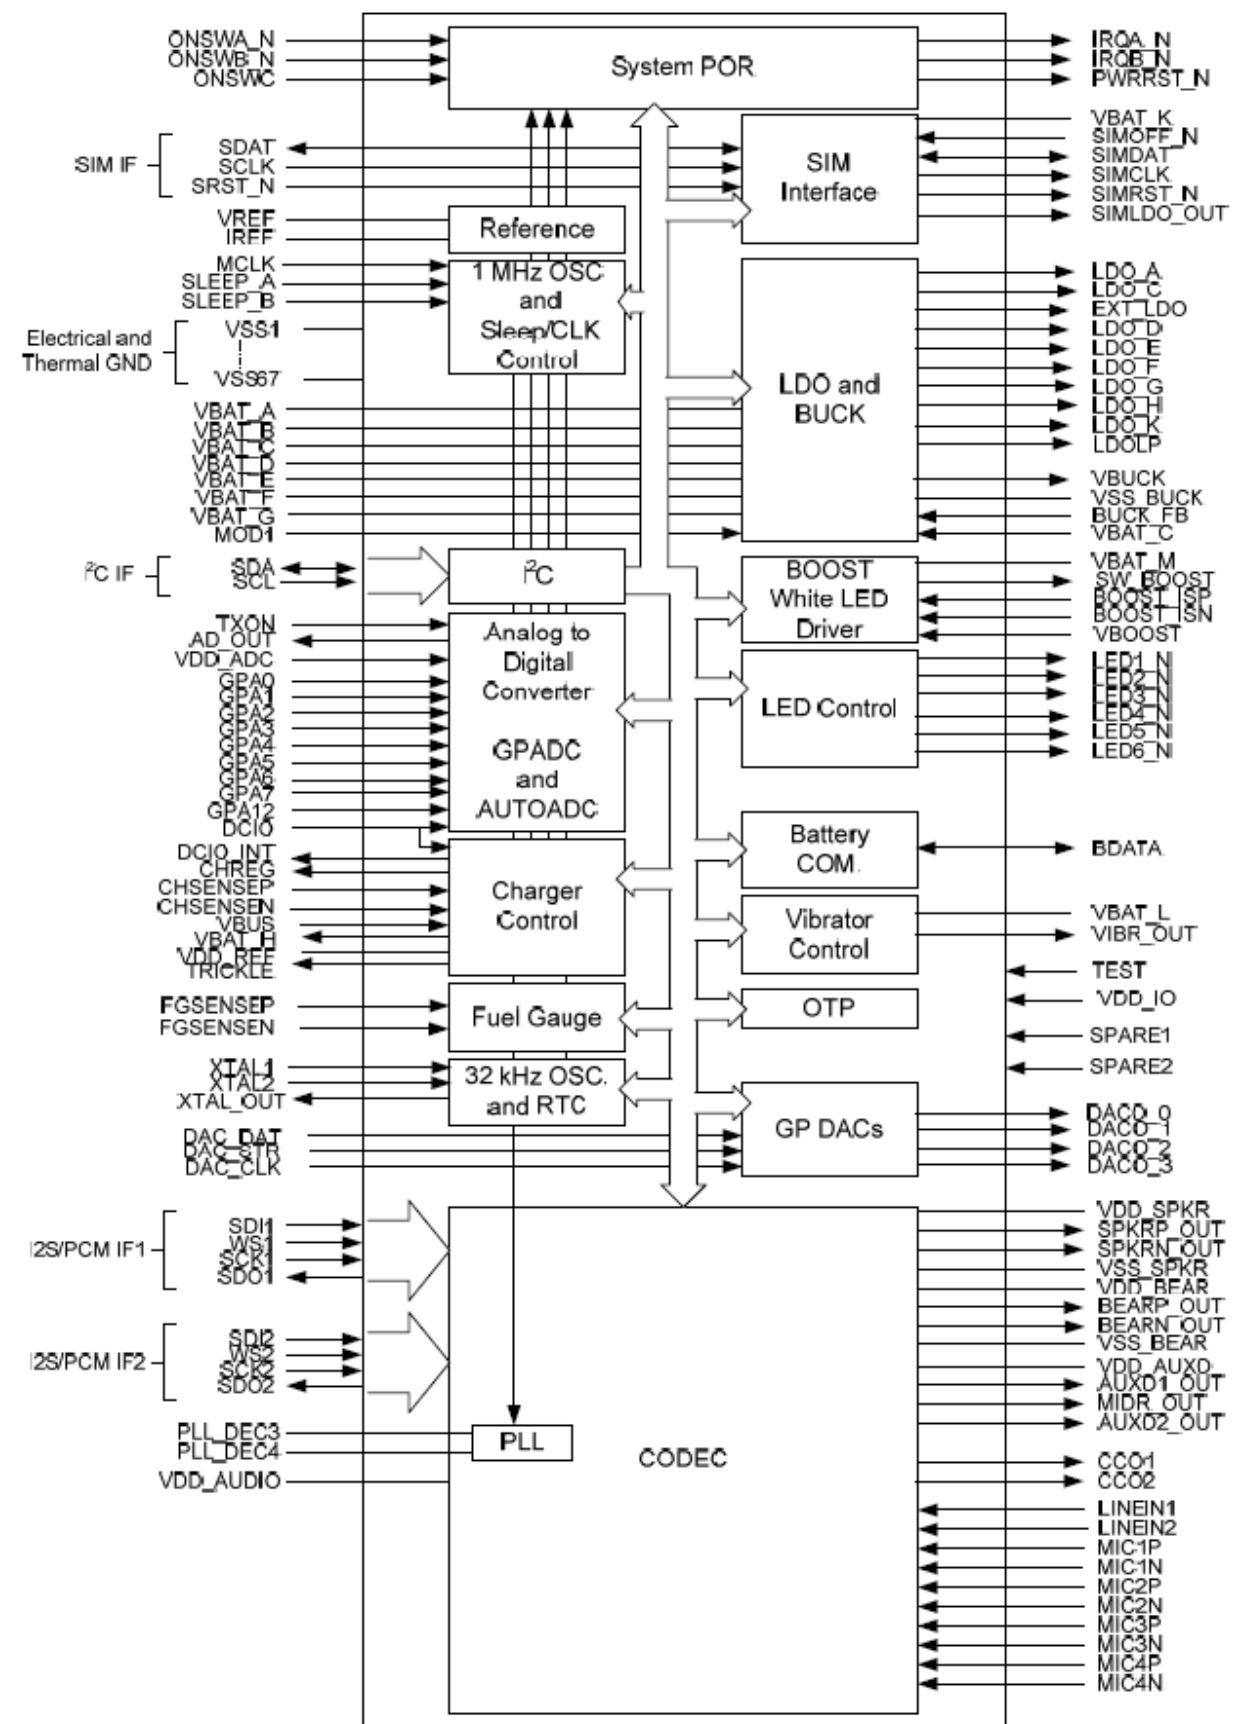 ONSWA_N
ONSWB_N
ONSWC
System POR
IRQA_N
IRQB_N
PWRRST_N
SIM IF
SDAT
SCLK
SRST_N
SIM
Interface
VBAT_K
SIMOFF_N
SIMDAT
SIMCLK
SIMRST_N
SIMLDO_OUT
VREF
IREF
Reference
MCLK
SLEEP_A
SLEEP_B
1 MHz OSC
and
Sleep/CLK
Control
Electrical and
Thermal GND
VSS1
VSS67
LDO and
BUCK
LDO_A
LDO_C
EXT_LDO
LDO_D
LDO_E
LDO_F
LDO_G
LDO_H
LDO_K
LDOLP
VBUCK
VSS_BUCK
BUCK_FB
VBAT_C
VBAT_A
VBAT_B
VBAT_C
VBAT_D
VBAT_E
VBAT_F
VBAT_G
MOD1
I²C IF
SDA
SCL
I²C
BOOST
White LED
Driver
VBAT_M
SW_BOOST
BOOST_ISP
BOOST_ISN
VBOOST
TXON
AD_OUT
VDD_ADC
GPA0
GPA1
GPA2
GPA3
GPA4
GPA5
GPA6
GPA7
GPA12
DCIO
Analog to
Digital
Converter
GPADC
and
AUTOADC
LED Control
LED1_N
LED2_N
LED3_N
LED4_N
LED5_N
LED6_N
DCIO_INT
CHREG
CHSENSEP
CHSENSEN
VBUS
VBAT_H
VDD_REF
TRICKLE
Charger
Control
Battery
COM.
BDATA
Vibrator
Control
VBAT_L
VIBR_OUT
TEST
VDD_IO
SPARE1
SPARE2
FGSENSEP
FGSENSEN
Fuel Gauge
OTP
XTAL1
XTAL2
XTAL_OUT
32 kHz OSC.
and RTC
DAC_DAT
DAC_STR
DAC_CLK
GP DACs
DACO_0
DACO_1
DACO_2
DACO_3
I2S/PCM IF1
SDI1
WS1
SCK1
SDO1
I2S/PCM IF2
SDI2
WS2
SCK2
SDO2
PLL_DEC3
PLL_DEC4
VDD_AUDIO
PLL
CODEC
VDD_SPKR
SPKRP_OUT
SPKRN_OUT
VSS_SPKR
VDD_BEAR
BEARP_OUT
BEARN_OUT
VSS_BEAR
VDD_AUXO
AUXO1_OUT
MIDR_OUT
AUXO2_OUT
CCO1
CCO2
LINEIN1
LINEIN2
MIC1P
MIC1N
MIC2P
MIC2N
MIC3P
MIC3N
MIC4P
MIC4N